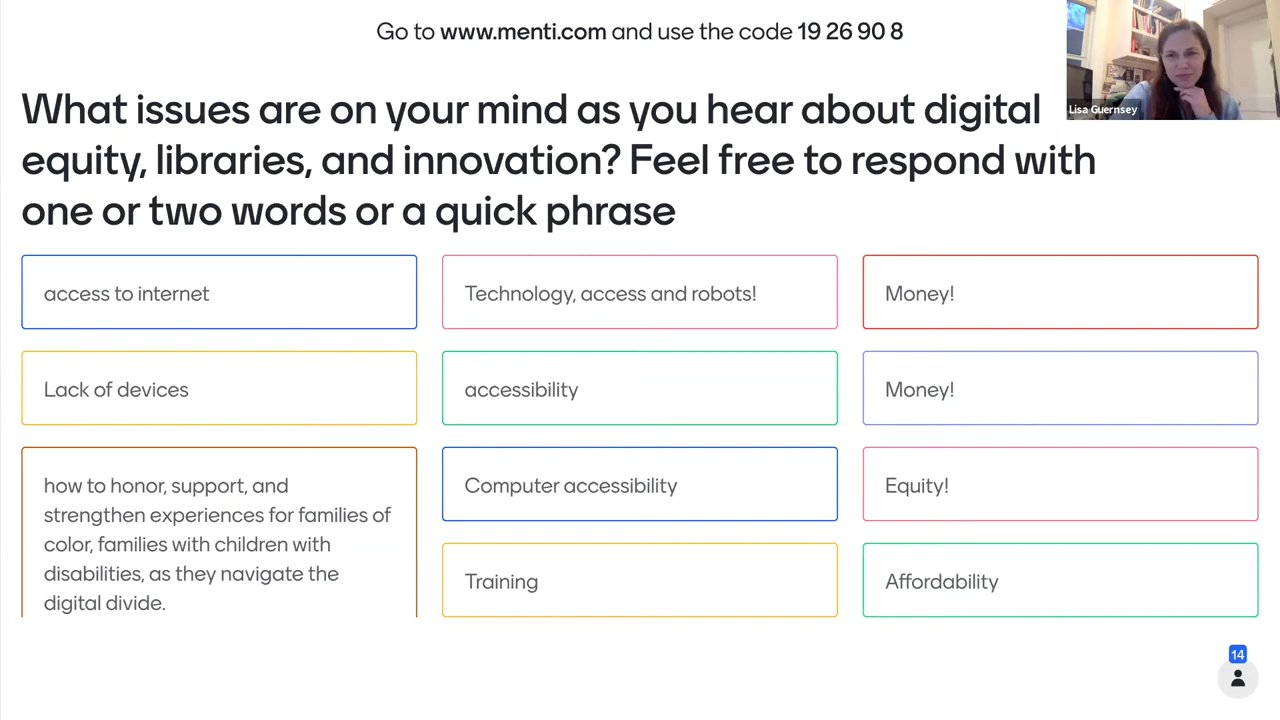 Go to www.menti.com and use the code 19 26 90 8
Lisa Guernsey
What issues are on your mind as you hear about digital
equity, libraries, and innovation? Feel free to respond with
one or two words or a quick phrase
access to internet
Technology, access and robots!
Money!
Lack of devices
accessibility
Money!
how to honor, support, and
strengthen experiences for families of
color, families with children with
disabilities, as they navigate the
digital divide.
Computer accessibility
Equity!
Training
Affordability
14